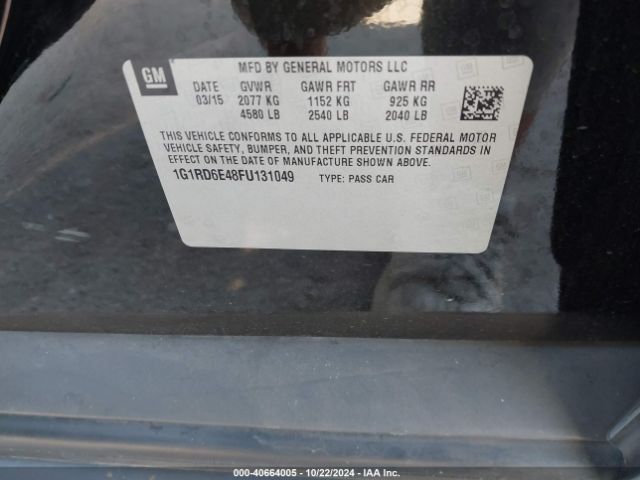 GM
MFD BY GENERAL MOTORS LLC
DATE GVWR GAWR FRT GAWR RR
03/15 2077 KG 1152 KG 925 KG
4580 LB 2540 LB 2040 LB
THIS VEHICLE CONFORMS TO ALL APPLICABLE U.S. FEDERAL MOTOR
VEHICLE SAFETY, BUMPER, AND THEFT PREVENTION STANDARDS IN
EFFECT ON THE DATE OF MANUFACTURE SHOWN ABOVE.
1G1RD6E48FU131049 TYPE: PASS CAR
000-40664005 - 10/22/2024 - IAA Inc.